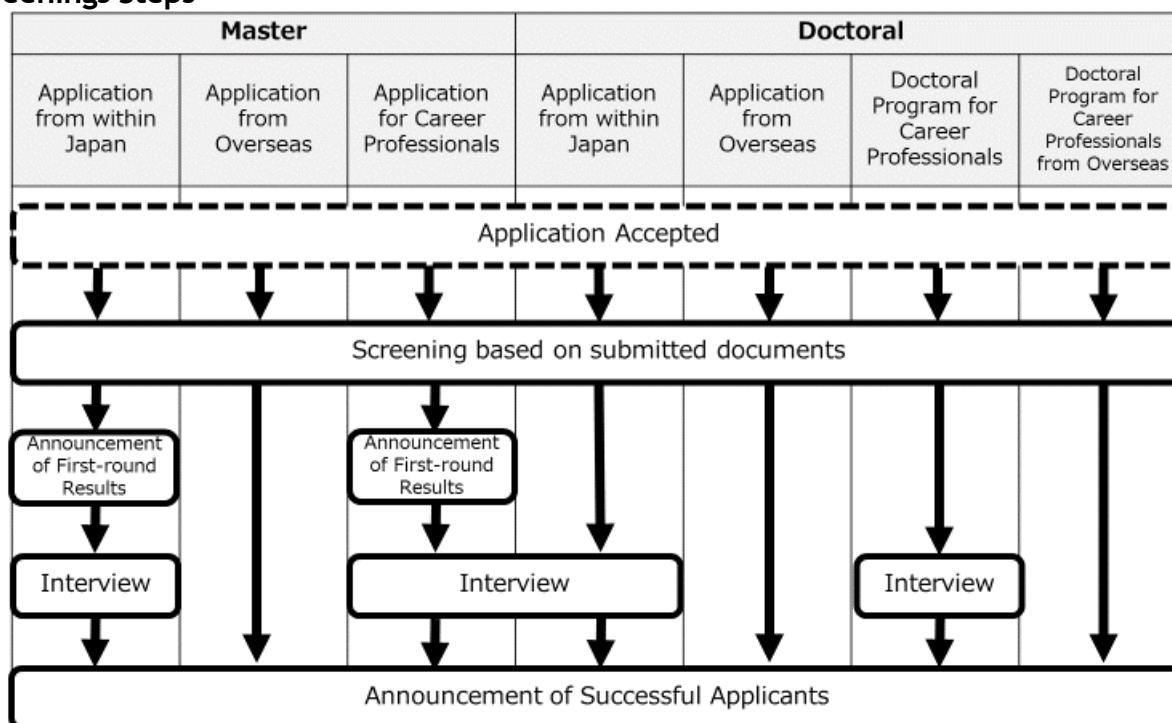 Steps
Master
Doctoral
Application
from within
Japan
Application
from
Overseas
Application
for Career
Professionals
Application
from within
Japan
Application
from
Overseas
Doctoral
Program for
Career
Professionals
Doctoral
Program for
Career
Professionals
from Overseas
Application Accepted
Screening based on submitted documents
Announcement
of First-round
Results
Announcement
of First-round
Results
Interview
Interview
Interview
Announcement of Successful Applicants